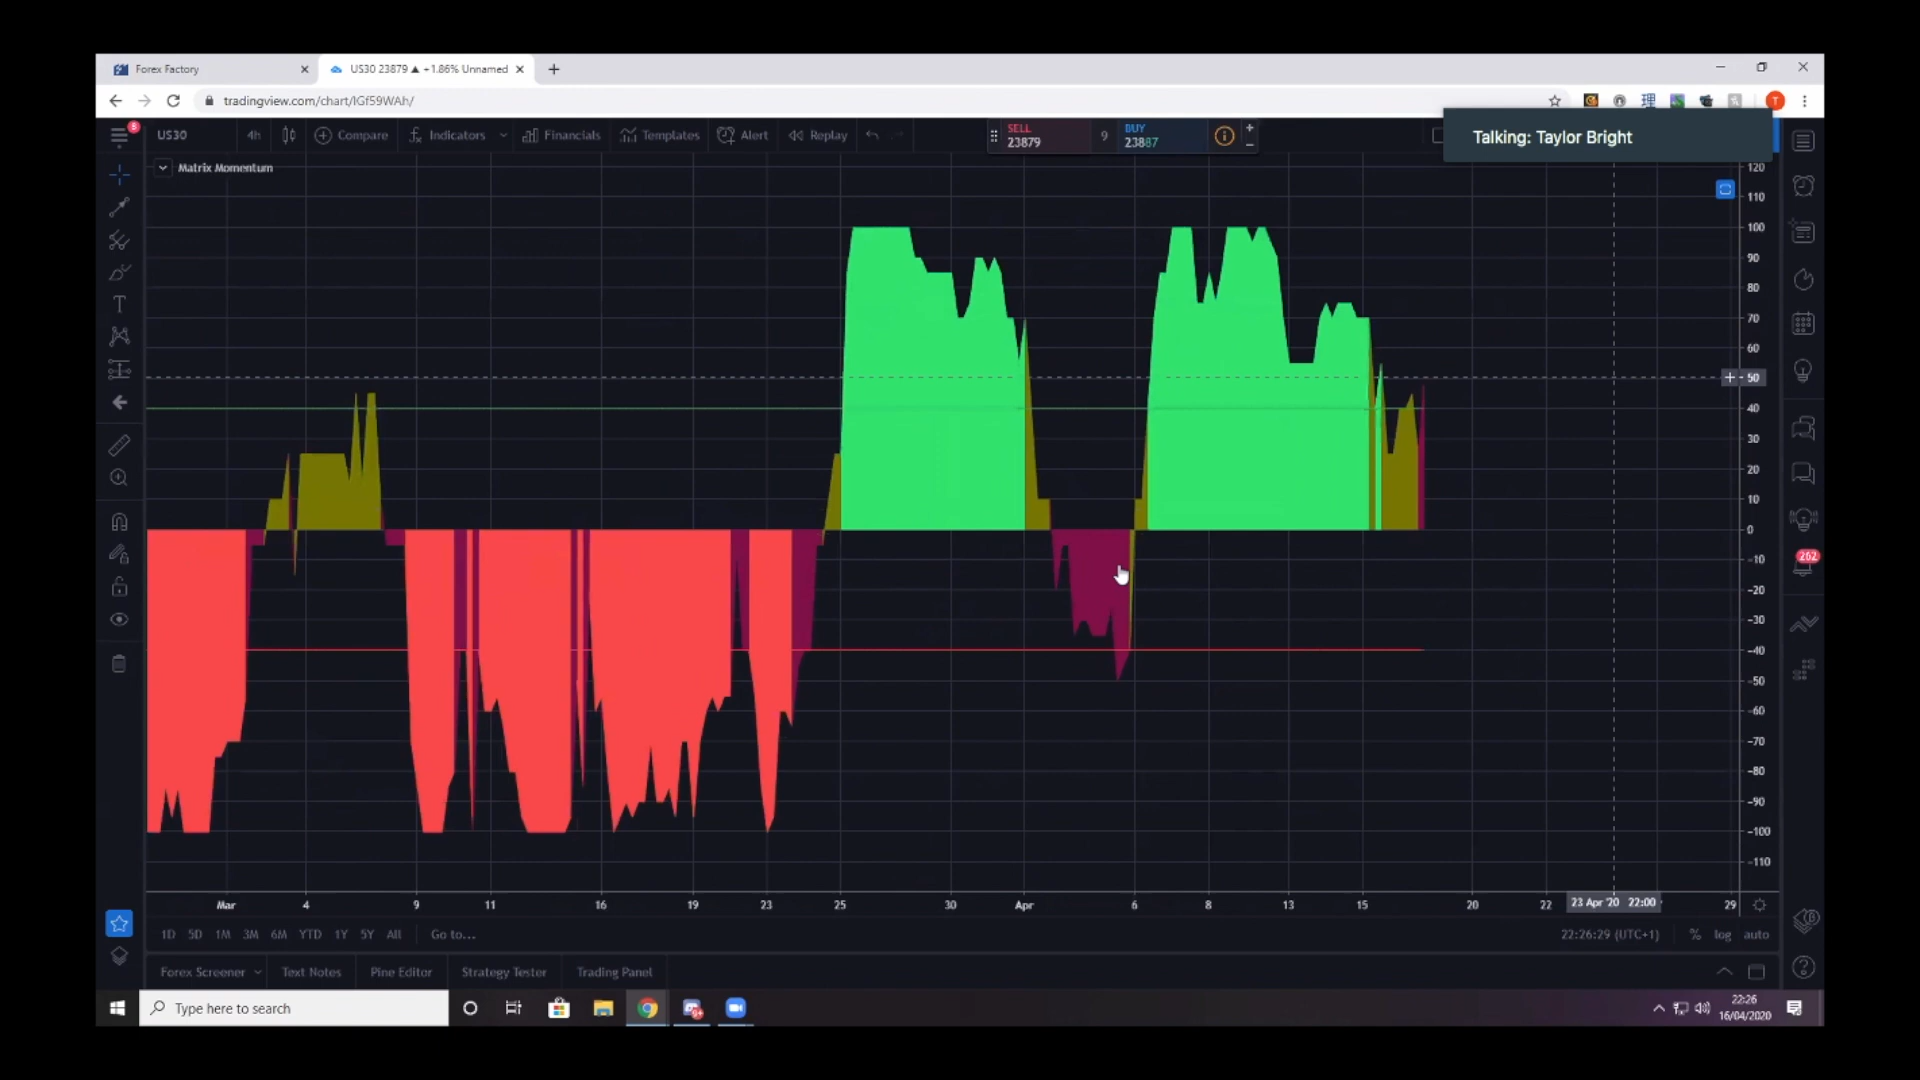 Forex Factory
US30 23879 ▲ +1.86% Unnamed
tradingview.com/chart/IGf59WAh/
T
Talking: Taylor Bright
8
US30
4h
Compare
Indicators
Financials
Templates
Alert
Replay
SELL
23879
9
BUY
23887
Matrix Momentum
120
110
100
90
80
70
60
50
40
30
20
10
0
-10
-20
-30
-40
-50
-60
-70
-80
-90
-100
-110
262
Mar 4 9 11 16 19 23 25 30 Apr 6 8 13 15 20 22 23 Apr '20 22:00 29
1D 5D 1M 3M 6M YTD 1Y 5Y All Go to...
22:26:29 (UTC+1) % log auto
Forex Screener Text Notes Pine Editor Strategy Tester Trading Panel
Type here to search
22:26
16/04/2020